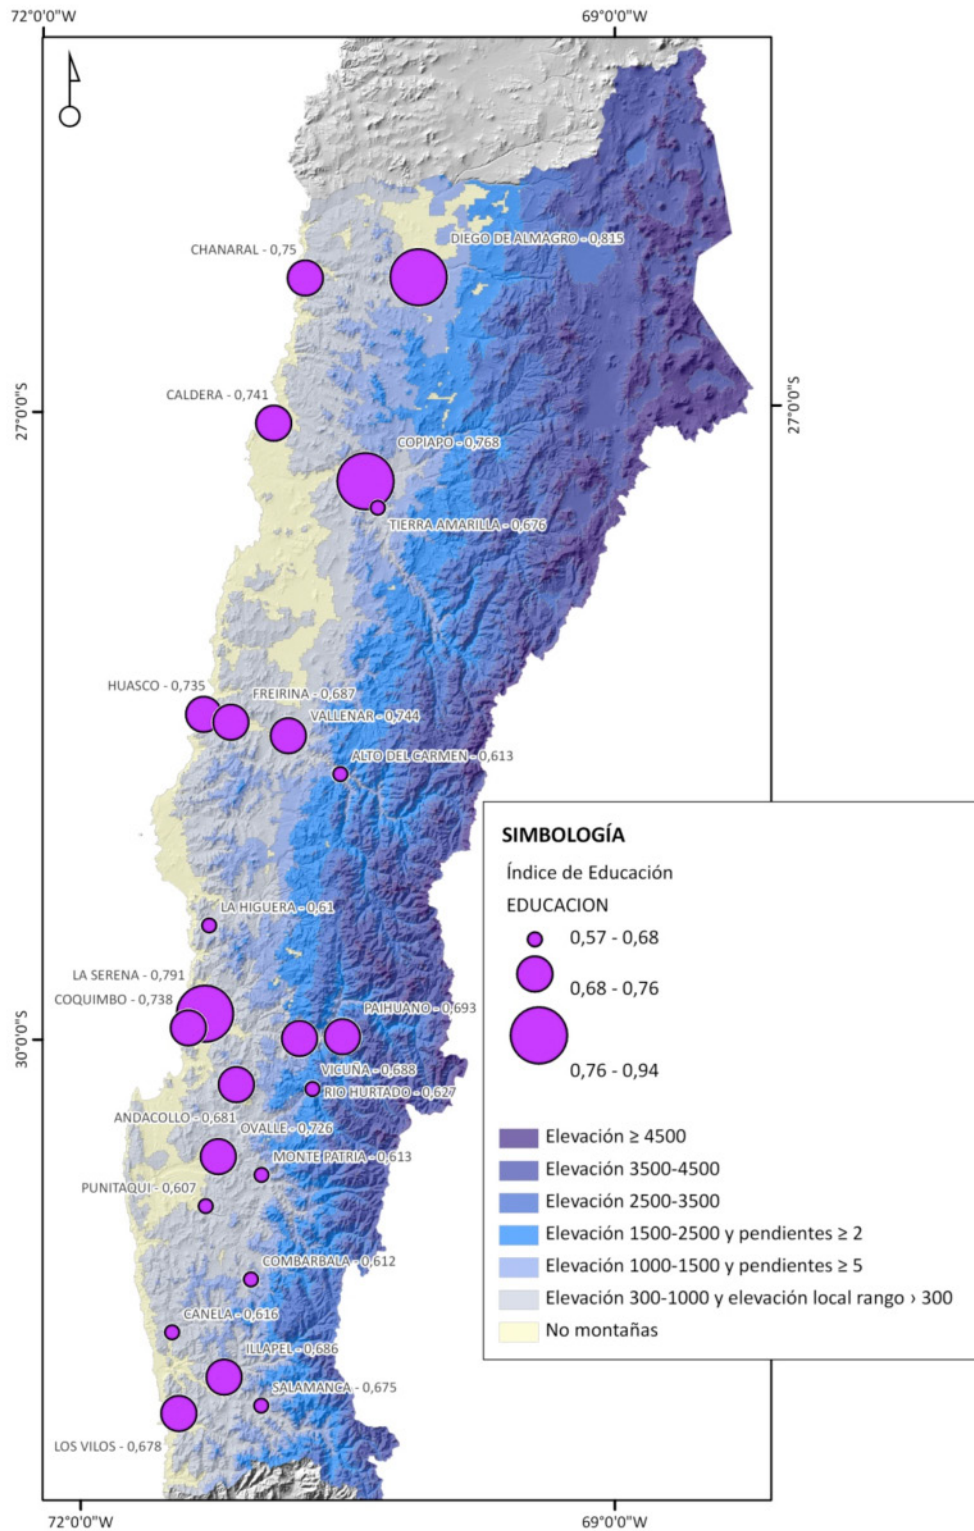 72°0'0"W
69°0'0"W
DIEGO DE ALMAGRO - 0,815
CHANARAL - 0,75
CALDERA - 0,741
27°0'0"S
27°0'0"S
COPIAPO - 0,768
TIERRA AMARILLA - 0,676
HUASCO - 0,735
FREIRINA - 0,687
VALLENAR - 0,744
ALTO DEL CARMEN - 0,613
LA HIGUERA - 0,61
LA SERENA - 0,791
COQUIMBO - 0,738
PAIHUANO - 0,693
30°0'0"S
VICUÑA - 0,688
RIO HURTADO - 0,627
ANDACOLLO - 0,681
OVALLE - 0,726
MONTE PATRIA - 0,613
PUNITAQUI - 0,607
COMBARBALA - 0,612
CANELA - 0,616
ILLAPEL - 0,686
SALAMANCA - 0,675
LOS VILOS - 0,678
SIMBOLOGÍA
Índice de Educación
EDUCACION
0,57 - 0,68
0,68 - 0,76
0,76 - 0,94
Elevación ≥ 4500
Elevación 3500-4500
Elevación 2500-3500
Elevación 1500-2500 y pendientes ≥ 2
Elevación 1000-1500 y pendientes ≥ 5
Elevación 300-1000 y elevación local rango › 300
No montañas
72°0'0"W
69°0'0"W